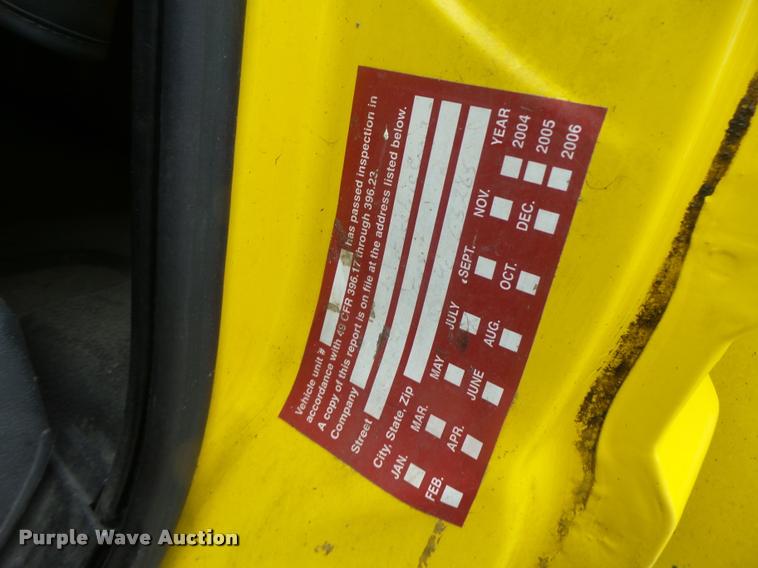 Vehicle unit # has passed inspection in
accordance with 49 CFR 396.17 through 396.23.
A copy of this report is on file at the address listed below.
Company
Street
City, State, Zip
JAN. MAR. MAY JULY SEPT. NOV. YEAR
FEB. APR. JUNE AUG. OCT. DEC. 2004
2005
2006
Purple Wave Auction